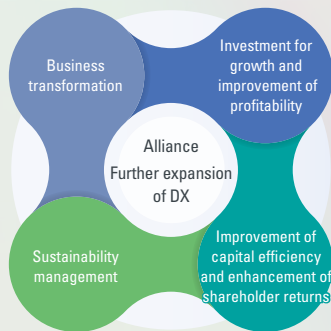 Business
transformation
Investment for
growth and
improvement of
profitability
Alliance
Further expansion
of DX
Sustainability
management
Improvement of
capital efficiency
and enhancement of
shareholder returns